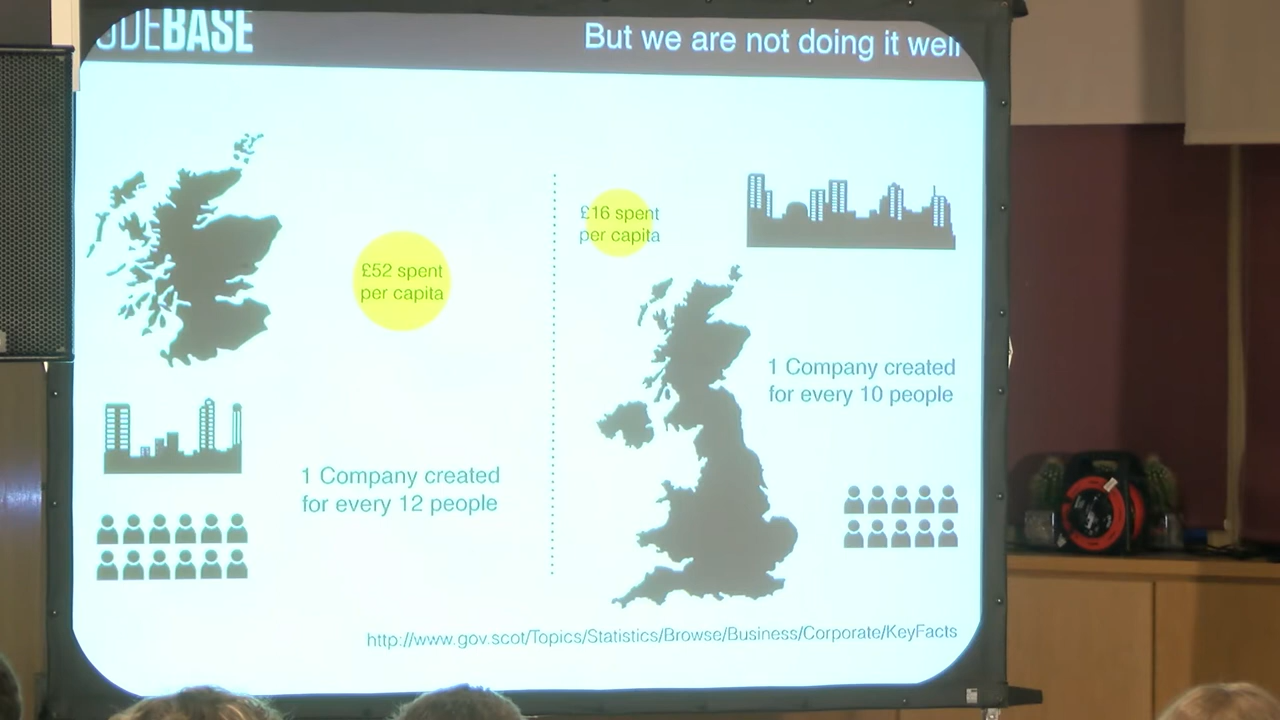 ODEBASE
But we are not doing it well
£52 spent
per capita
1 Company created
for every 12 people
£16 spent
per capita
1 Company created
for every 10 people
http://www.gov.scot/Topics/Statistics/Browse/Business/Corporate/KeyFacts